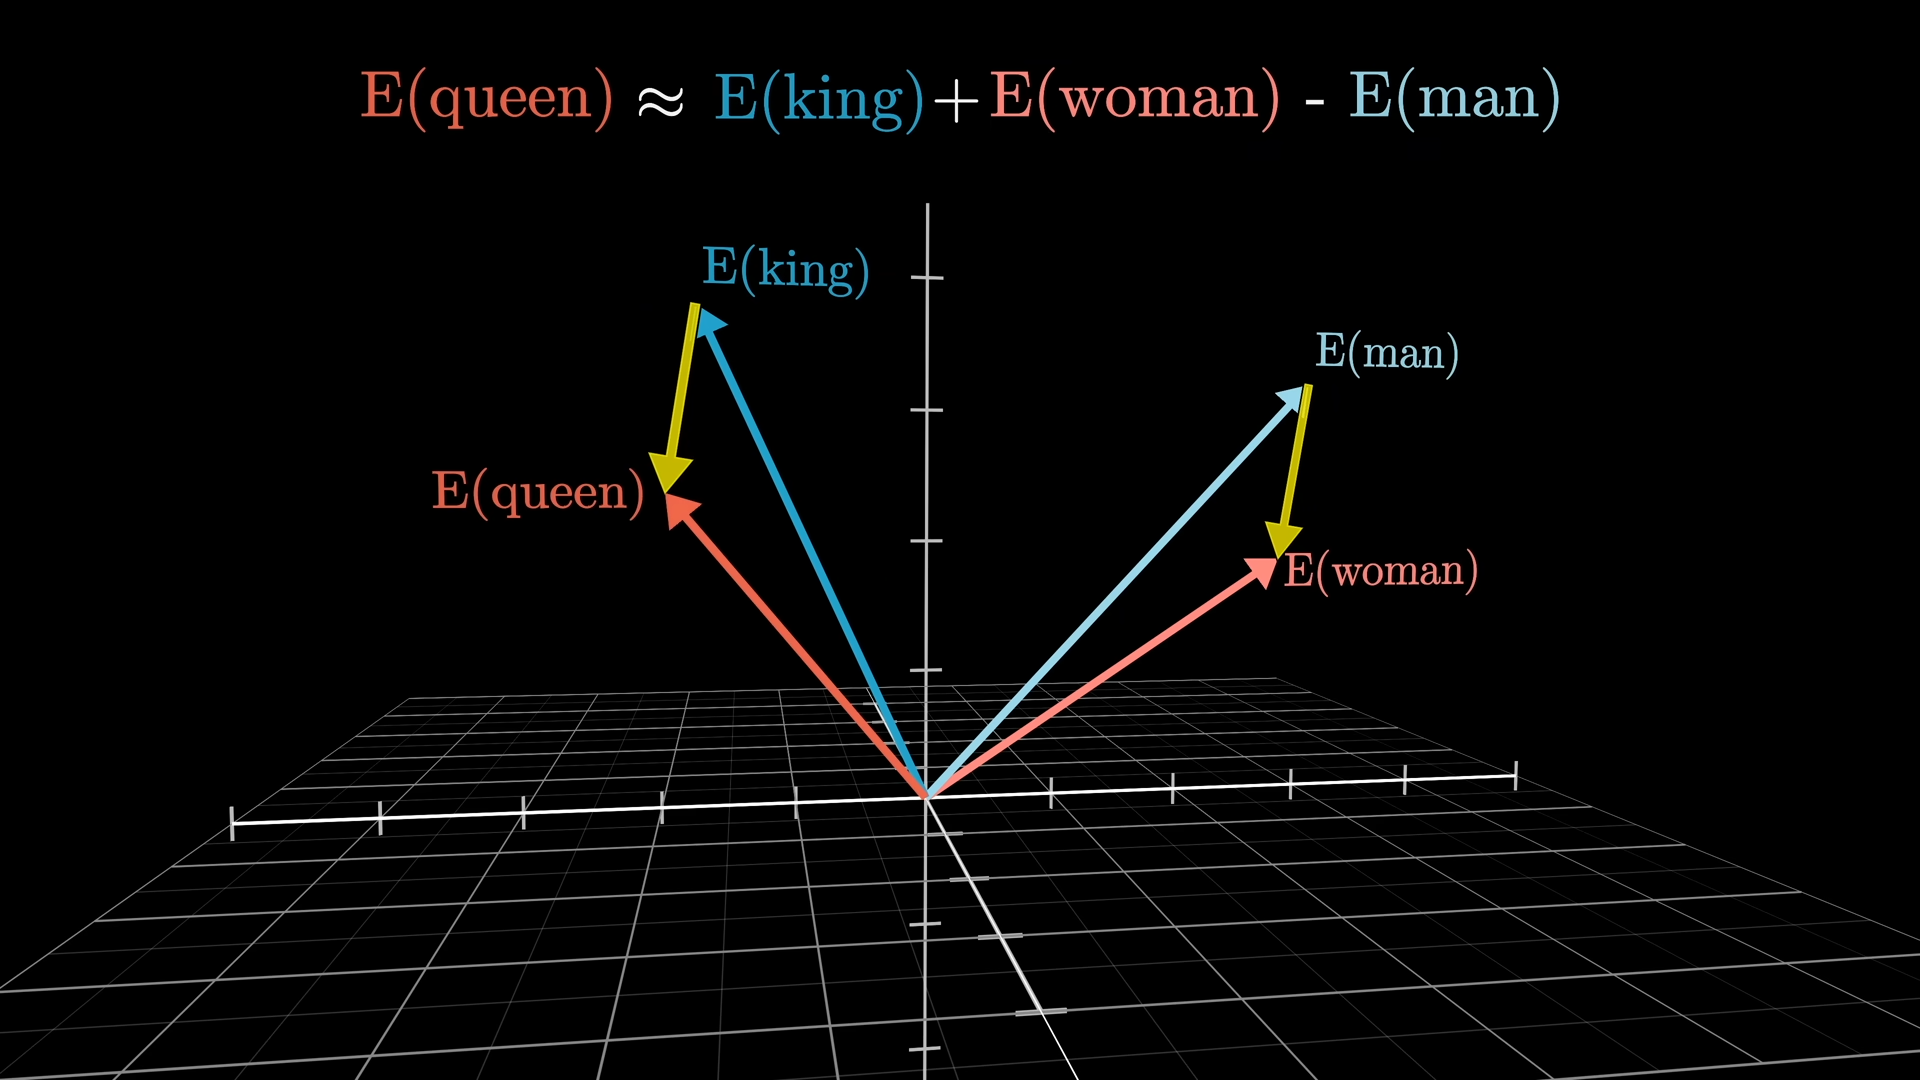 E(queen) ≈ E(king)+E(woman) - E(man)
E(king)
E(man)
E(queen)
E(woman)